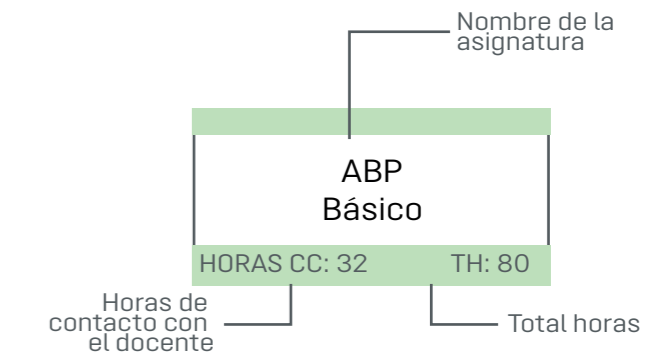 Nombre de la
asignatura
ABP
Básico
HORAS CC: 32 TH: 80
Horas de
contacto con
el docente
Total horas